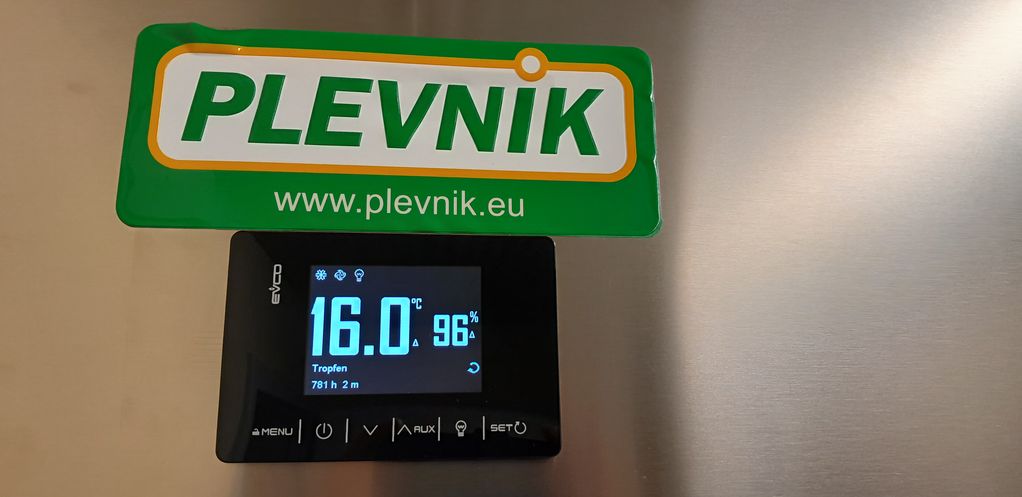 PLEVNIK
www.plevnik.eu
EVCO
16.0 °C 96 %
Tropfen
781 h 2 m
MENU AUX SET